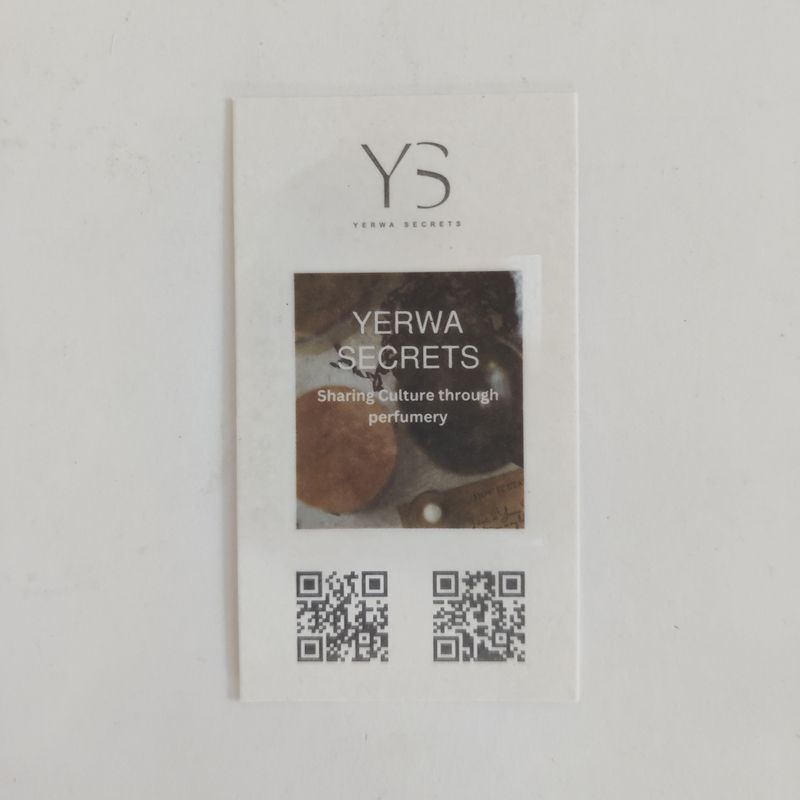 YS
YERWA SECRETS
YERWA
SECRETS
Sharing Culture through
perfumery